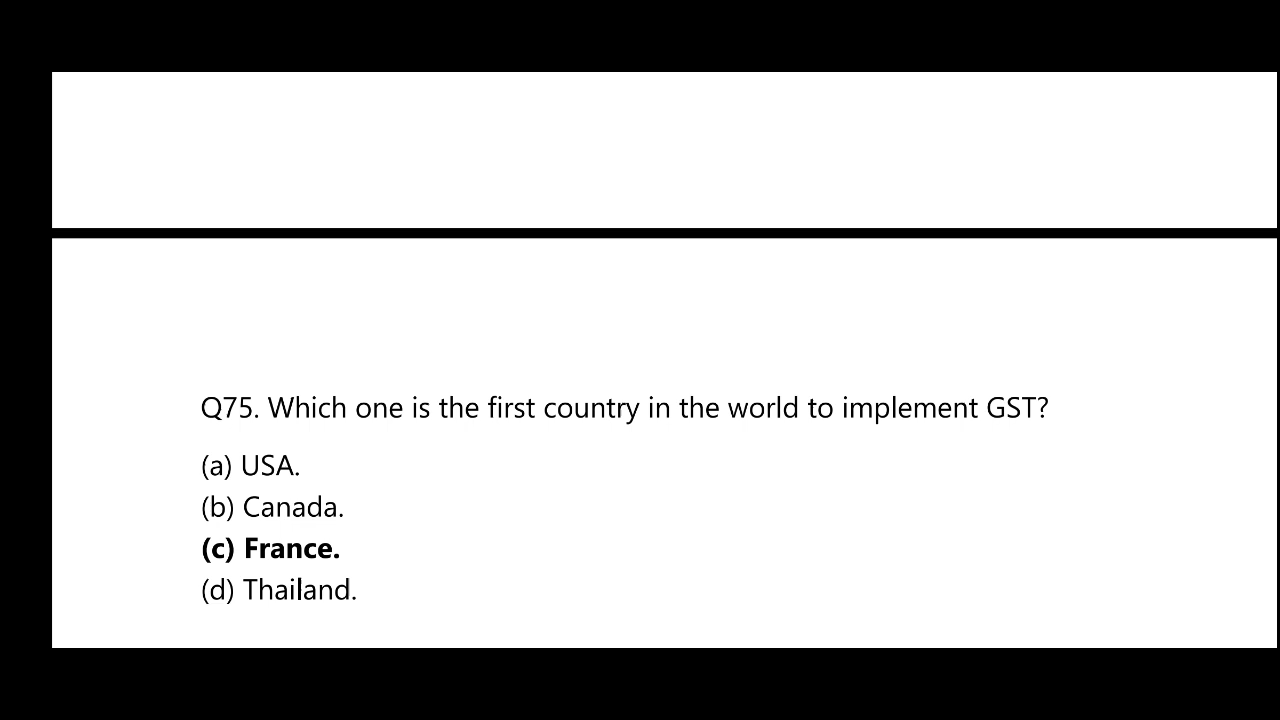 Q75. Which one is the first country in the world to implement GST?
(a) USA.
(b) Canada.
(c) France.
(d) Thailand.